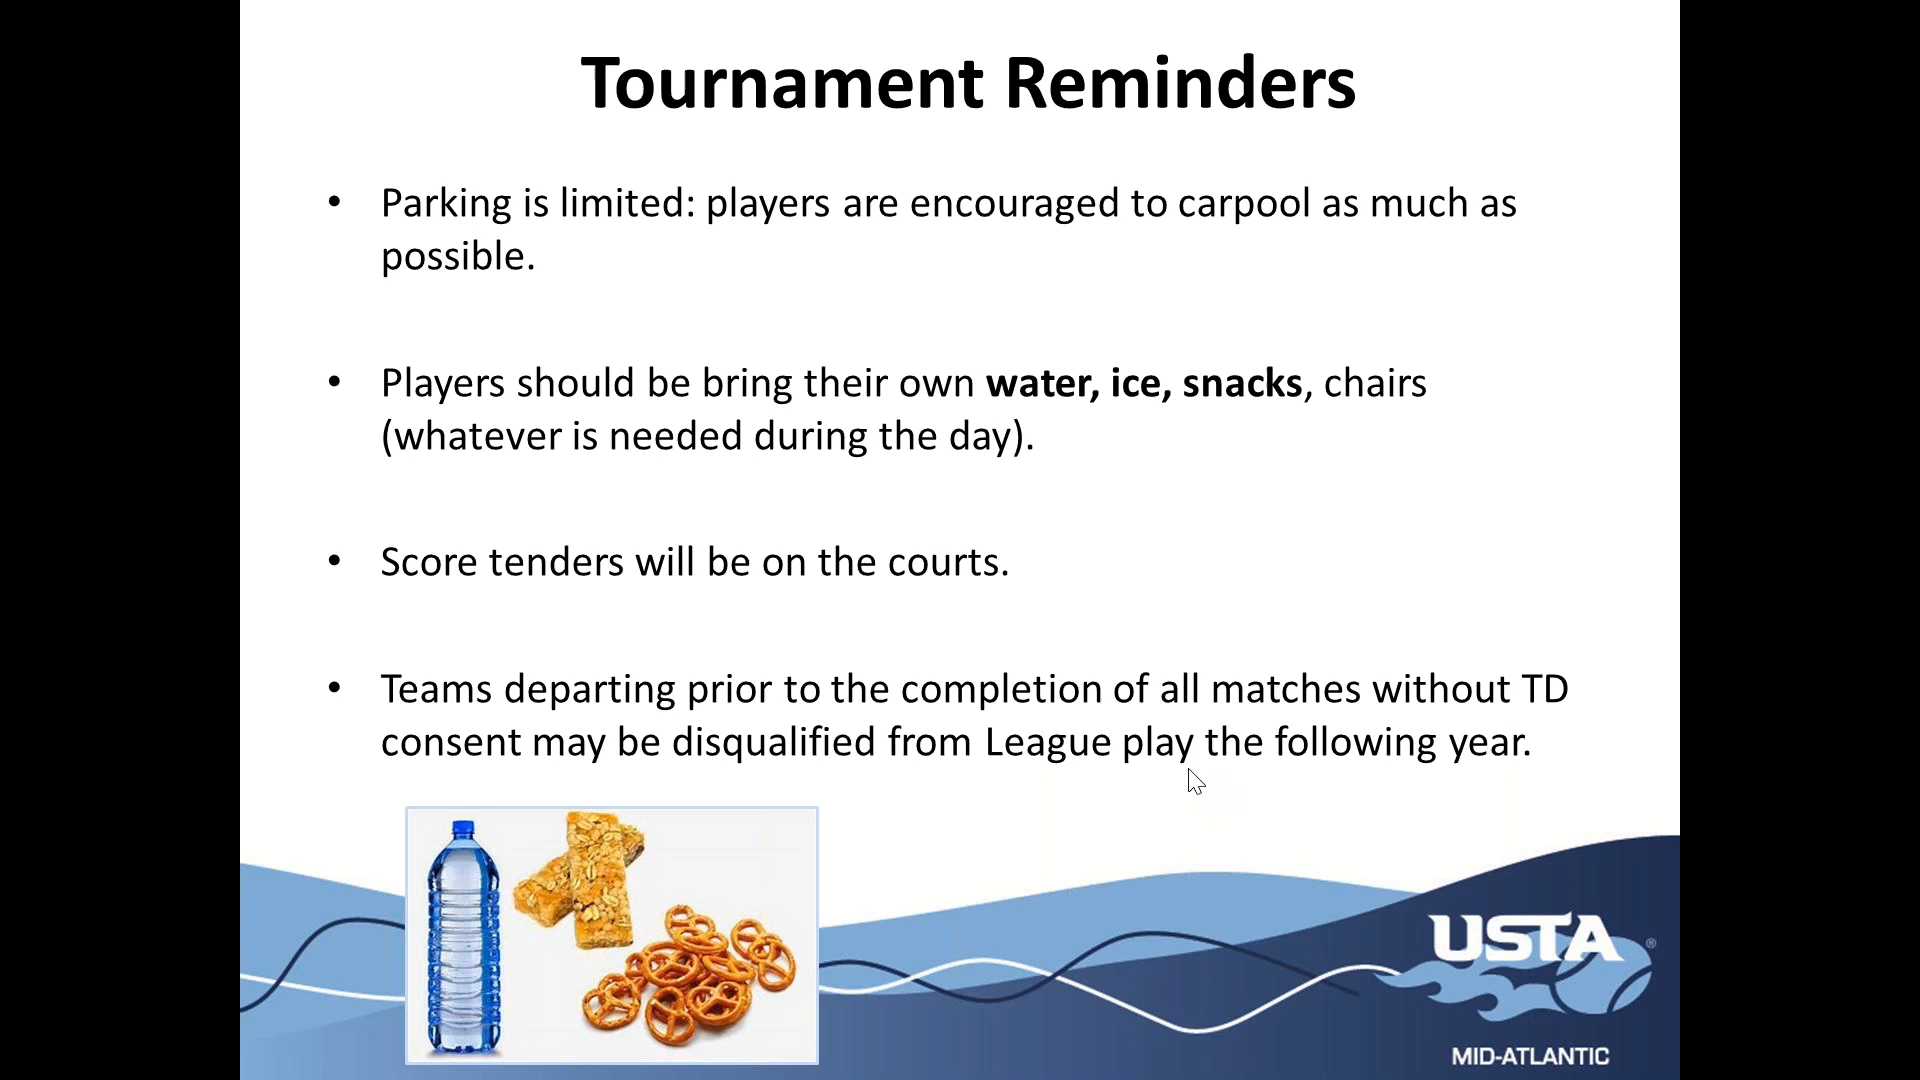 Tournament Reminders
• Parking is limited: players are encouraged to carpool as much as
possible.
• Players should be bring their own water, ice, snacks, chairs
(whatever is needed during the day).
• Score tenders will be on the courts.
• Teams departing prior to the completion of all matches without TD
consent may be disqualified from League play the following year.
USTA®
MID-ATLANTIC